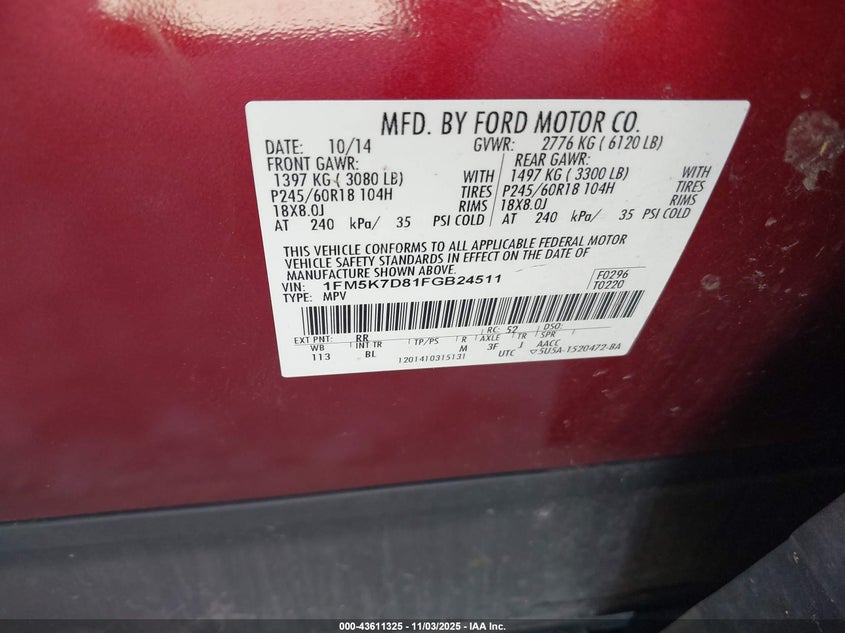 MFD. BY FORD MOTOR CO.
DATE: 10/14 GVWR: 2776 KG ( 6120 LB)
FRONT GAWR: REAR GAWR:
1397 KG ( 3080 LB) WITH 1497 KG ( 3300 LB) WITH
P245/60R18 104H TIRES P245/60R18 104H TIRES
18X8.0J RIMS 18X8.0J RIMS
AT 240 kPa/ 35 PSI COLD AT 240 kPa/ 35 PSI COLD
THIS VEHICLE CONFORMS TO ALL APPLICABLE FEDERAL MOTOR
VEHICLE SAFETY STANDARDS IN EFFECT ON THE DATE OF
MANUFACTURE SHOWN ABOVE.
VIN: 1FM5K7D81FGB24511 F0296
TYPE: MPV T0220
EXT PNT: RR RC: 52 DSO:
WB INT TR TP/PS R AXLE TR SPR
113 BL M 3F J AACC
1201410315131 UTC ▽5U5A-1520472-BA
000-43611325 - 11/03/2025 - IAA Inc.